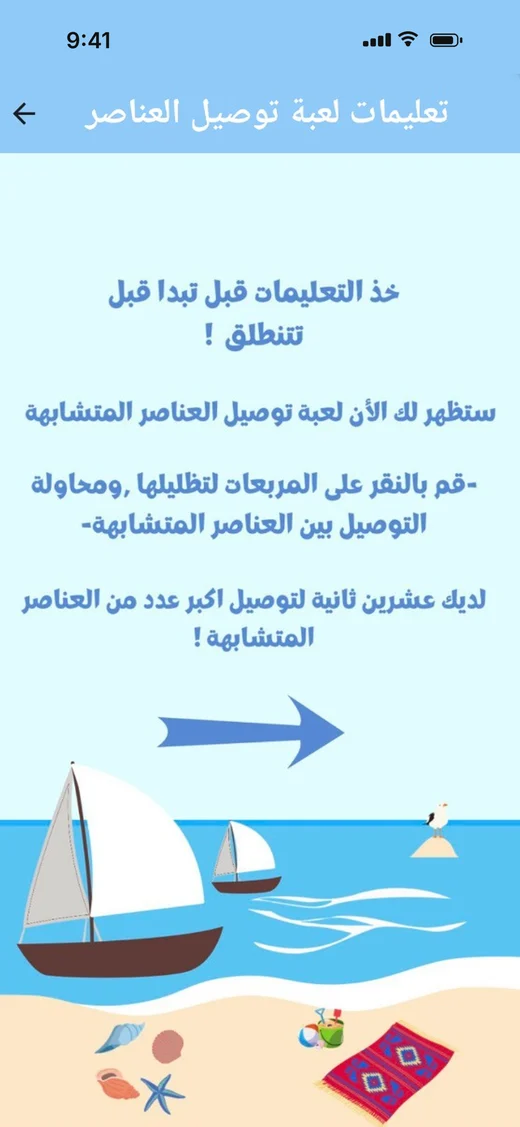 9:41
تعليمات لعبة توصيل العناصر
خذ التعليمات قبل تبدا قبل
تتنطلق !
ستظهر لك الأن لعبة توصيل العناصر المتشابهة
-قم بالنقر على المربعات لتظليلها ,ومحاولة
التوصيل بين العناصر المتشابهة-
لديك عشرين ثانية لتوصيل اكبر عدد من العناصر
المتشابهة !